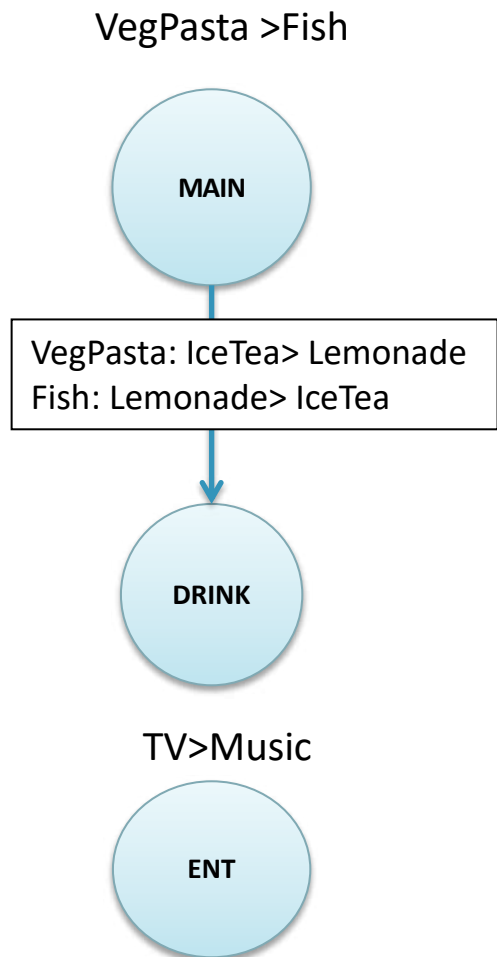 VegPasta >Fish
MAIN
VegPasta: IceTea> Lemonade
Fish: Lemonade> IceTea
DRINK
TV>Music
ENT